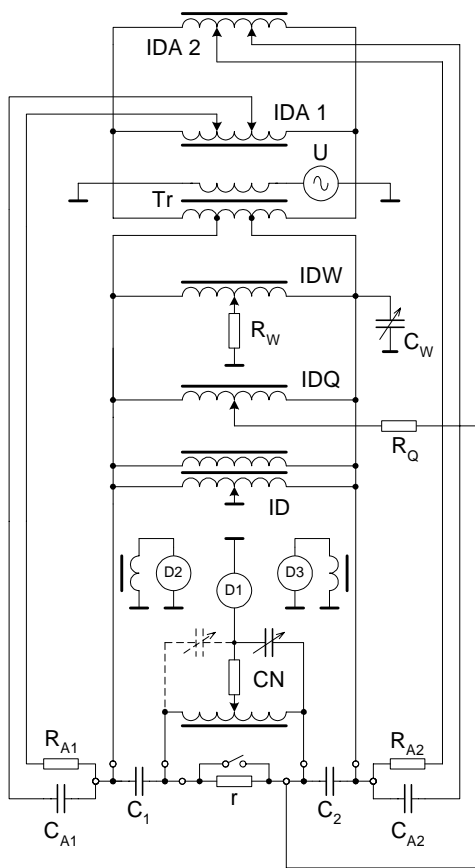 IDA 2
IDA 1
U
Tr
IDW
R_W
C_W
IDQ
R_Q
ID
D2
D1
D3
CN
R_A1
R_A2
C_A1
C_1
r
C_2
C_A2